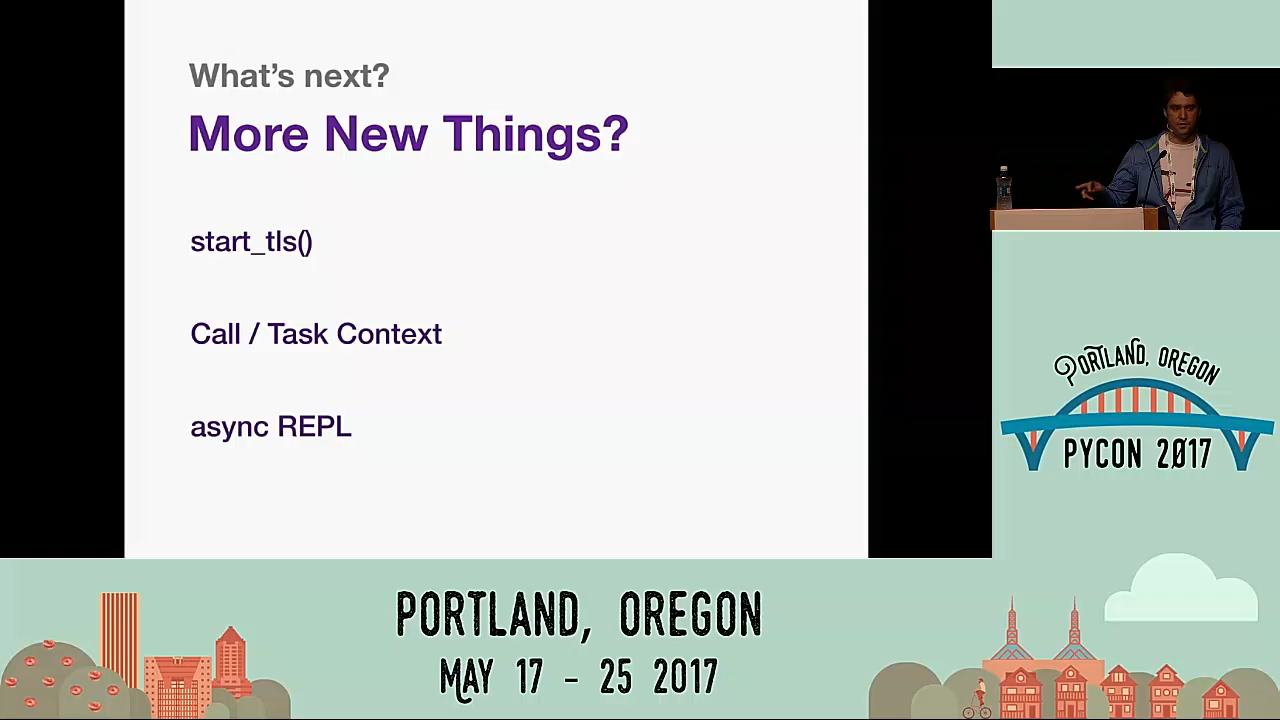 What's next?
More New Things?
start_tls()
Call / Task Context
async REPL
PORTLAND, OREGON
PYCON 2017
PORTLAND, OREGON
MAY 17 - 25 2017